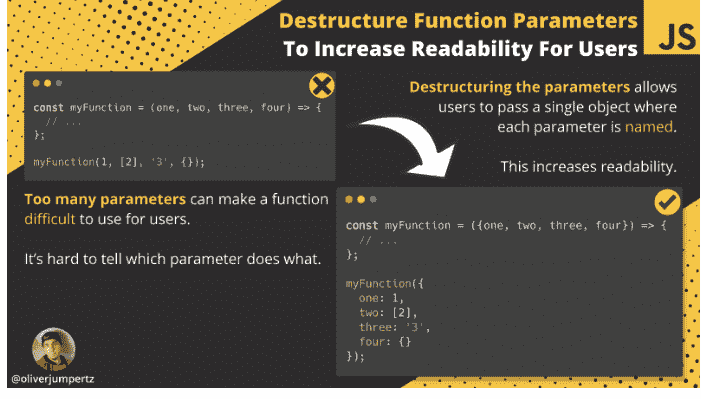 Destructure Function Parameters
To Increase Readability For Users
JS
const myFunction = (one, two, three, four) => {
// ...
};
myFunction(1, [2], '3', {});
Too many parameters can make a function
difficult to use for users.
It's hard to tell which parameter does what.
Destructuring the parameters allows
users to pass a single object where
each parameter is named.
This increases readability.
const myFunction = ({one, two, three, four}) => {
// ...
};
myFunction({
one: 1,
two: [2],
three: '3',
four: {}
});
@oliverjumpertz